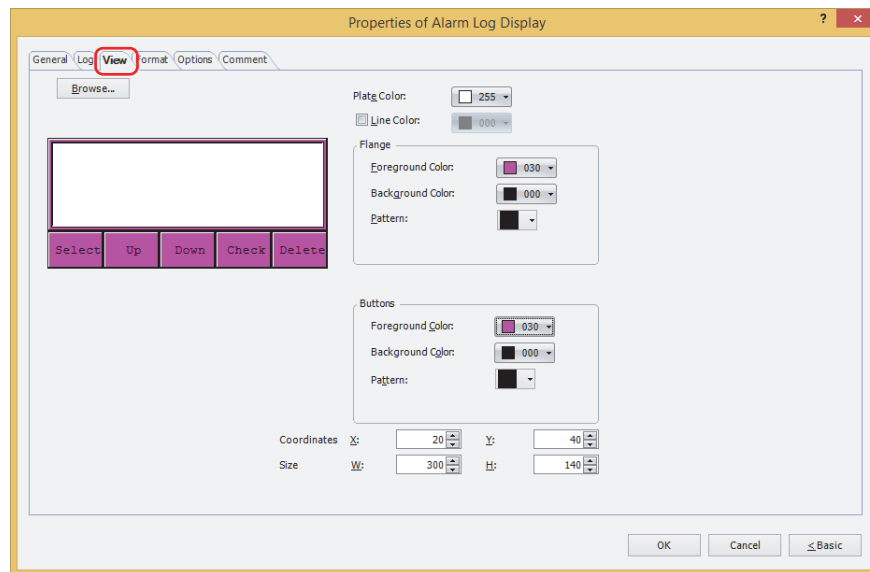 Properties of Alarm Log Display ? ×
General Log View Format Options Comment
Browse...
Plate Color: 255
Line Color: 000
Flange
Foreground Color: 030
Background Color: 000
Pattern:
Select Up Down Check Delete
Buttons
Foreground Color: 030
Background Color: 000
Pattern:
Coordinates X: 20 Y: 40
Size W: 300 H: 140
OK Cancel < Basic